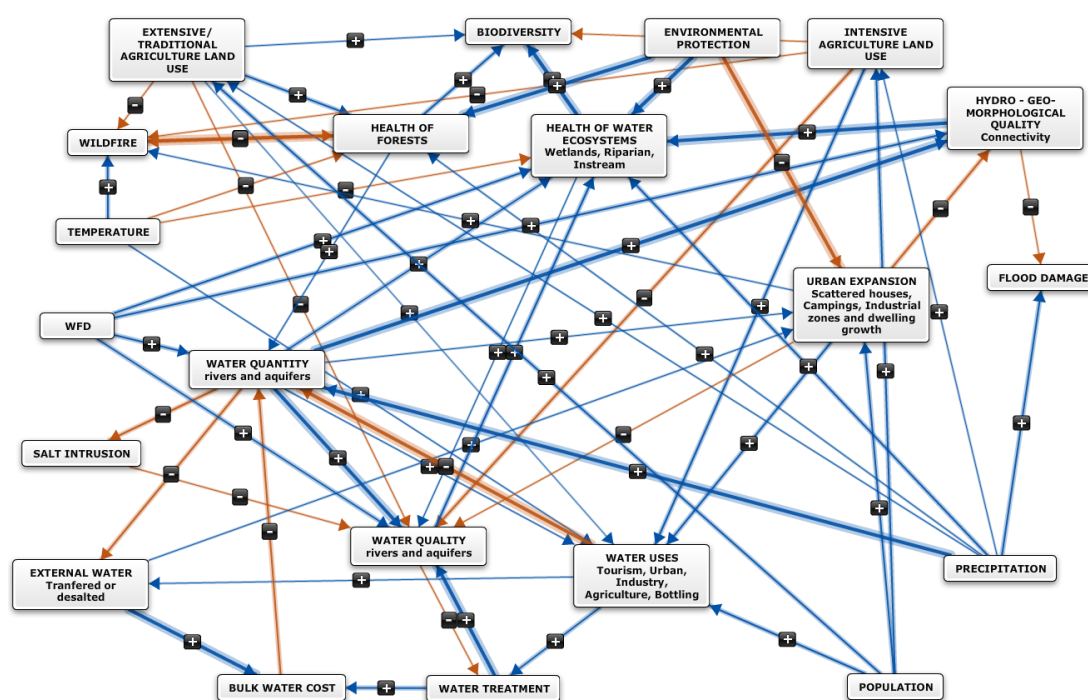 EXTENSIVE/
TRADITIONAL
AGRICULTURE LAND
USE
BIODIVERSITY
ENVIRONMENTAL
PROTECTION
INTENSIVE
AGRICULTURE LAND
USE
HYDRO - GEO-
MORPHOLOGICAL
QUALITY
Connectivity
WILDFIRE
HEALTH OF
FORESTS
HEALTH OF WATER
ECOSYSTEMS
Wetlands, Riparian,
Instream
TEMPERATURE
URBAN EXPANSION
Scattered houses,
Campings, Industrial
zones and dwelling
growth
FLOOD DAMAGE
WFD
WATER QUANTITY
rivers and aquifers
SALT INTRUSION
WATER QUALITY
rivers and aquifers
WATER USES
Tourism, Urban,
Industry,
Agriculture, Bottling
PRECIPITATION
EXTERNAL WATER
Tranfered or
desalted
BULK WATER COST
WATER TREATMENT
POPULATION